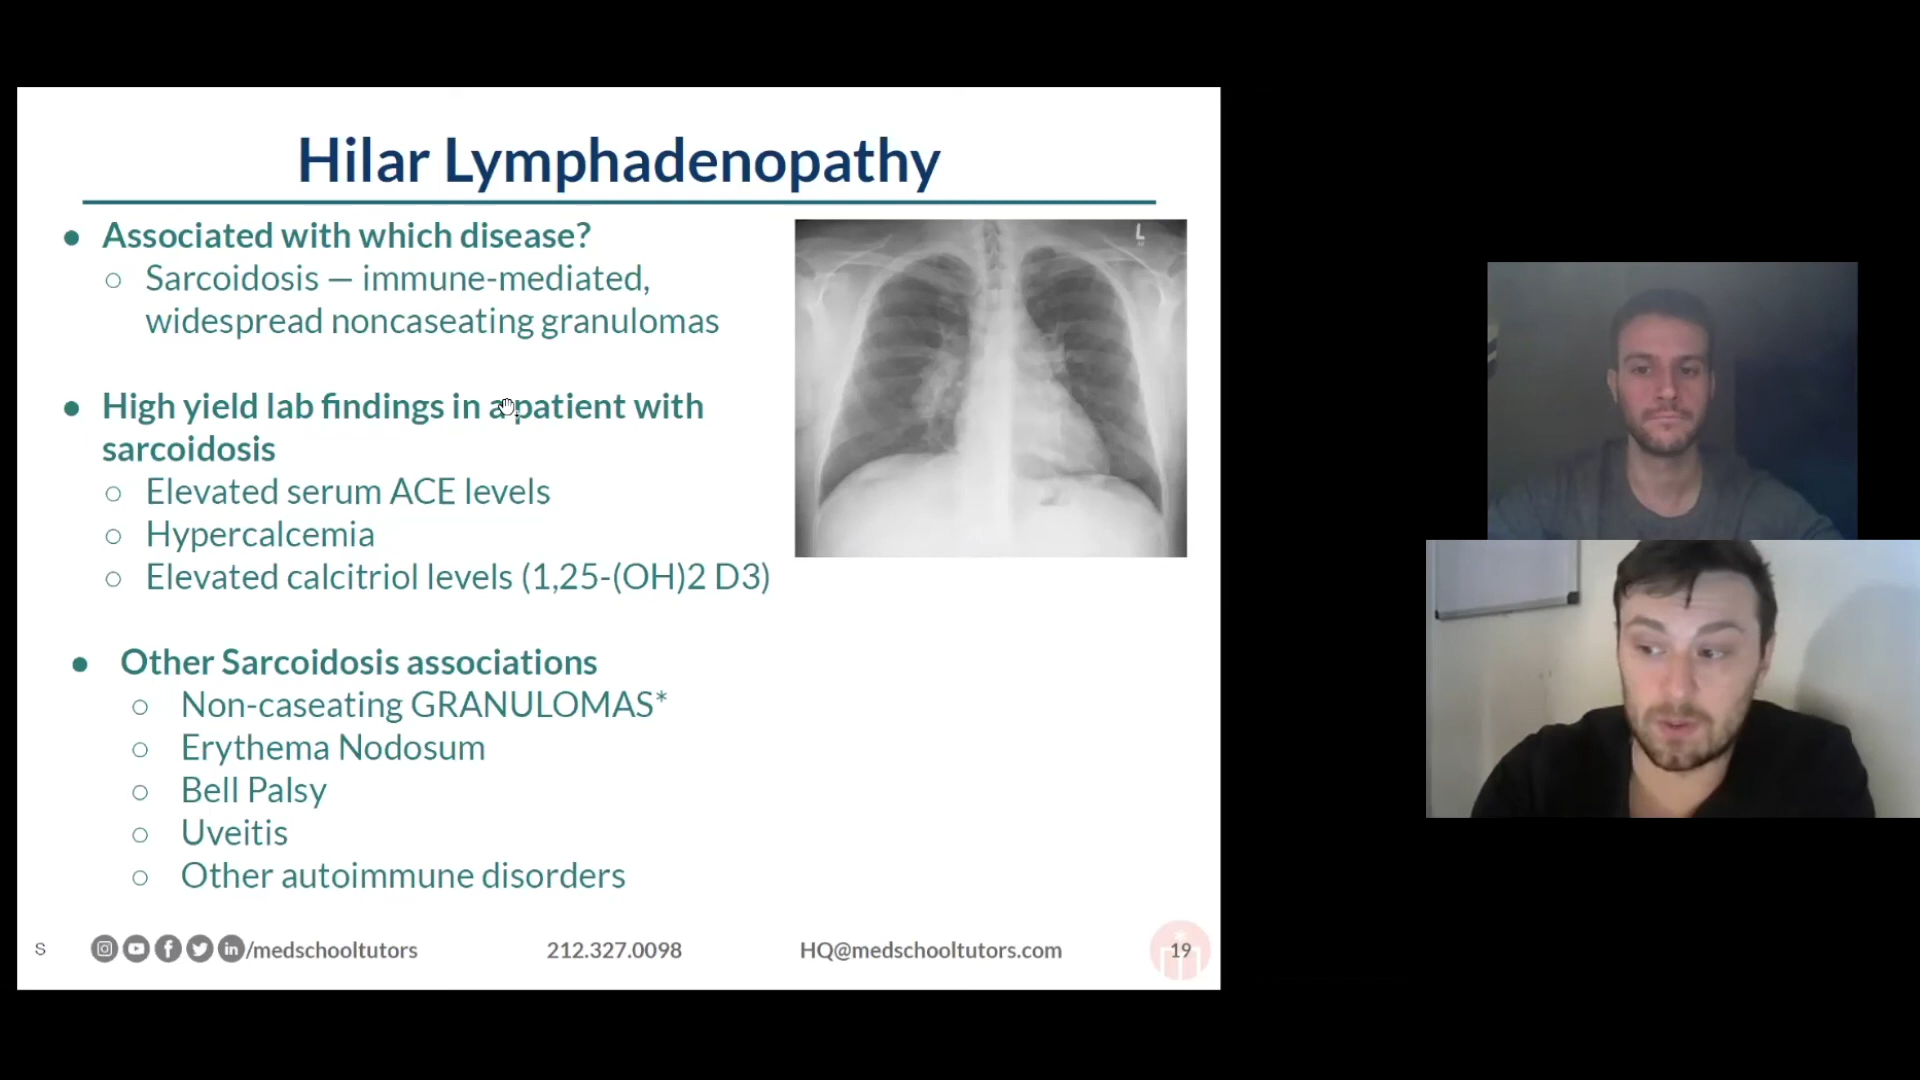 Hilar Lymphadenopathy
● Associated with which disease?
○ Sarcoidosis — immune-mediated,
widespread noncaseating granulomas
● High yield lab findings in a patient with
sarcoidosis
○ Elevated serum ACE levels
○ Hypercalcemia
○ Elevated calcitriol levels (1,25-(OH)2 D3)
● Other Sarcoidosis associations
○ Non-caseating GRANULOMAS*
○ Erythema Nodosum
○ Bell Palsy
○ Uveitis
○ Other autoimmune disorders
L
S /medschooltutors 212.327.0098 HQ@medschooltutors.com 19